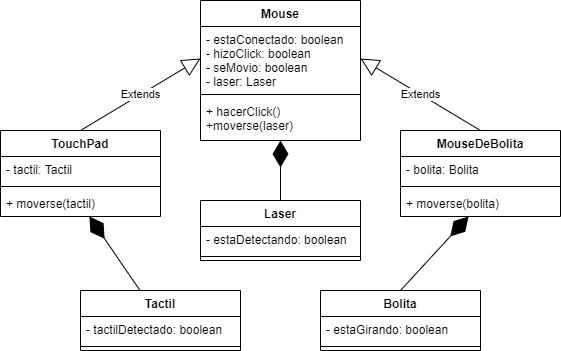 Mouse
- estaConectado: boolean
- hizoClick: boolean
- seMovio: boolean
- laser: Laser
+ hacerClick()
+moverse(laser)
Extends
Extends
TouchPad
- tactil: Tactil
+ moverse(tactil)
MouseDeBolita
- bolita: Bolita
+ moverse(bolita)
Laser
- estaDetectando: boolean
Tactil
- tactilDetectado: boolean
Bolita
- estaGirando: boolean